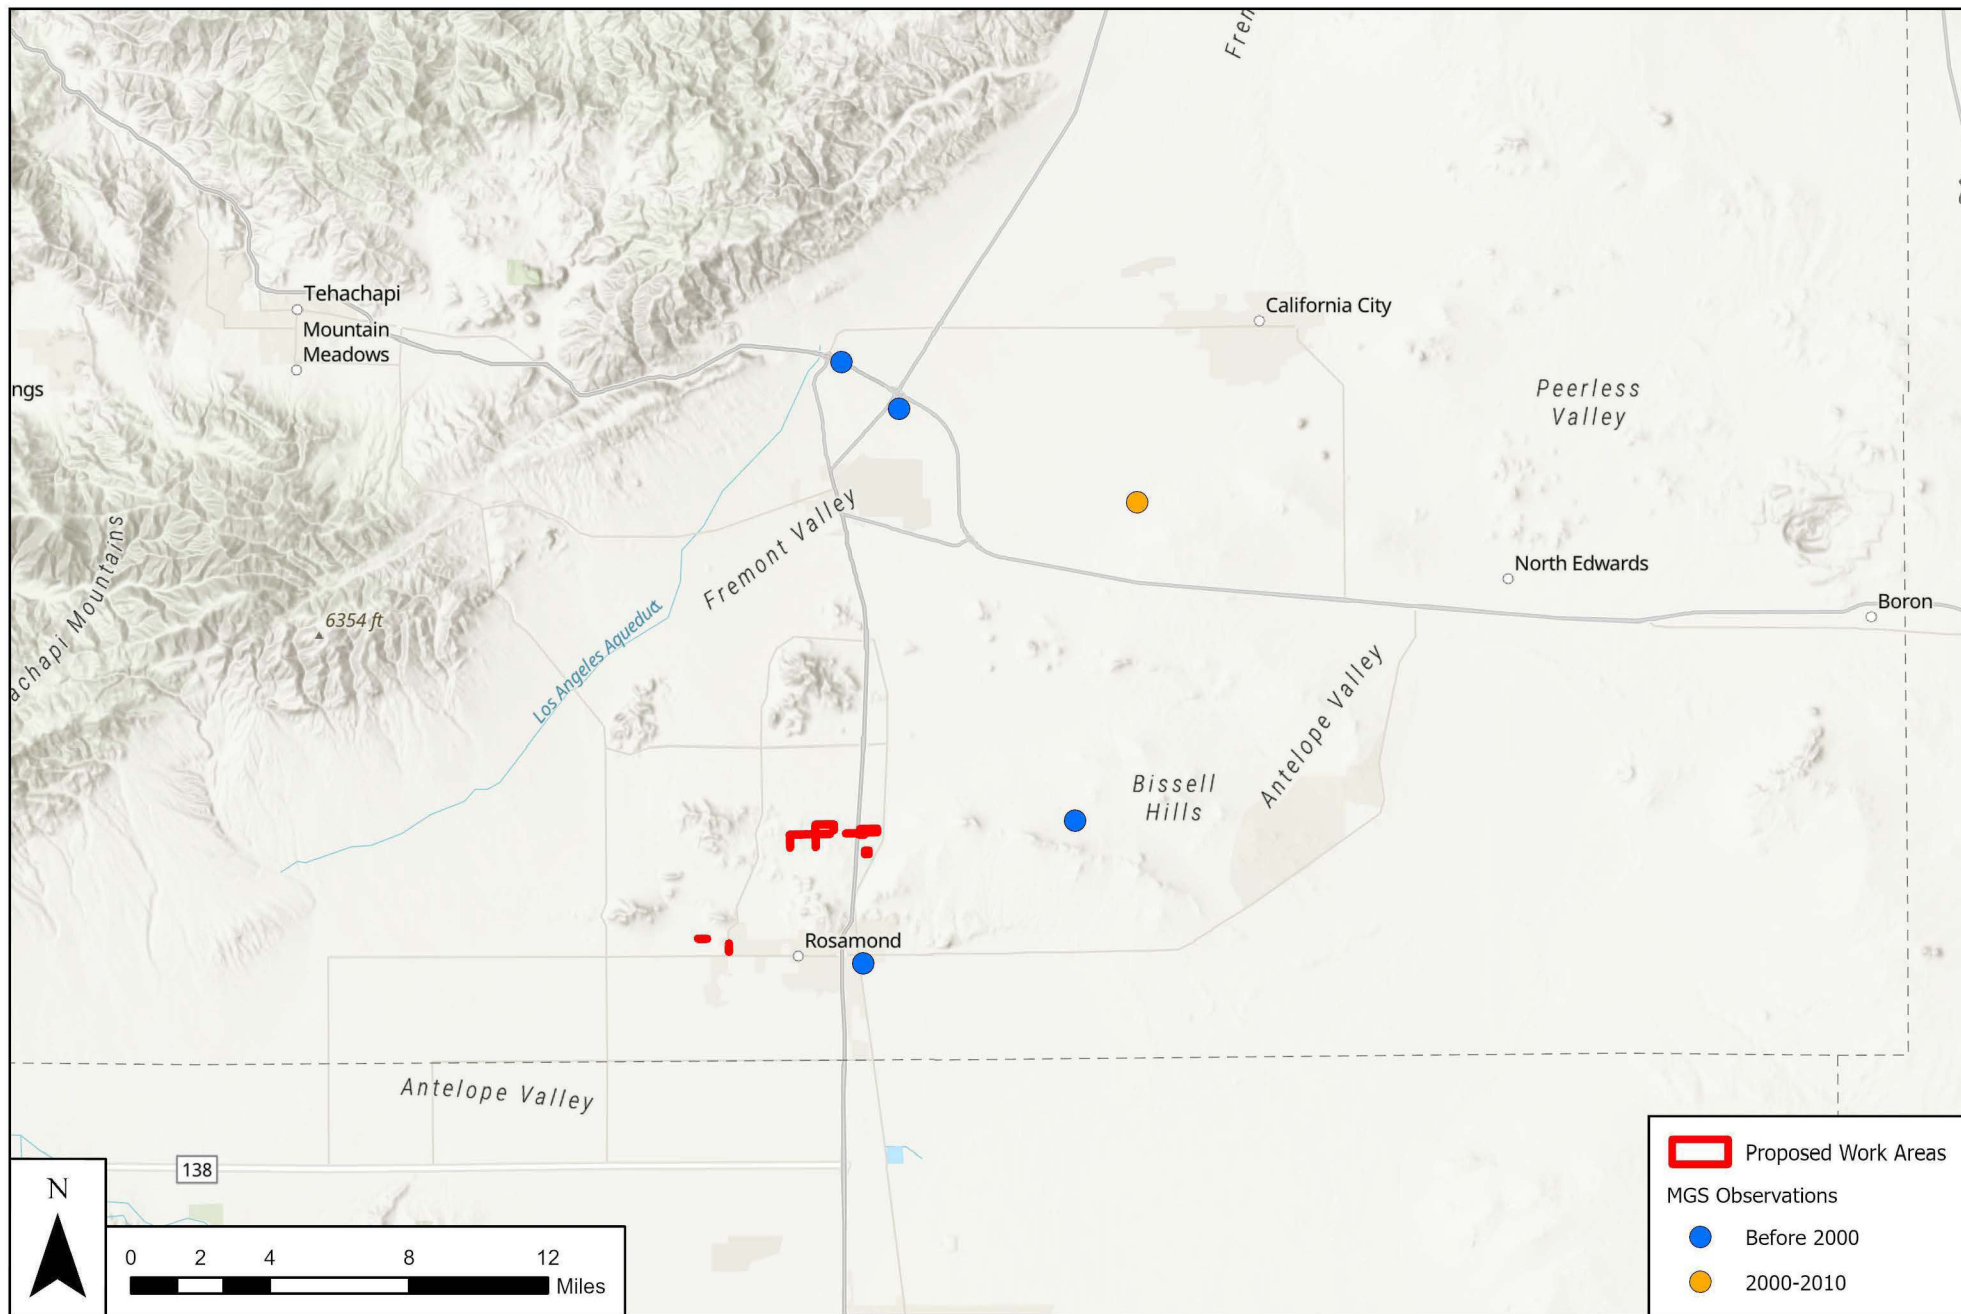 Fren
Tehachapi
Mountain
Meadows
California City
ngs
Peerless
Valley
Fremont Valley
North Edwards
Boron
achapi Mountains
6354 ft
Los Angeles Aqueduct
Antelope Valley
Bissell
Hills
Rosamond
Antelope Valley
138
N
0 2 4 8 12
Miles
Proposed Work Areas
MGS Observations
Before 2000
2000-2010